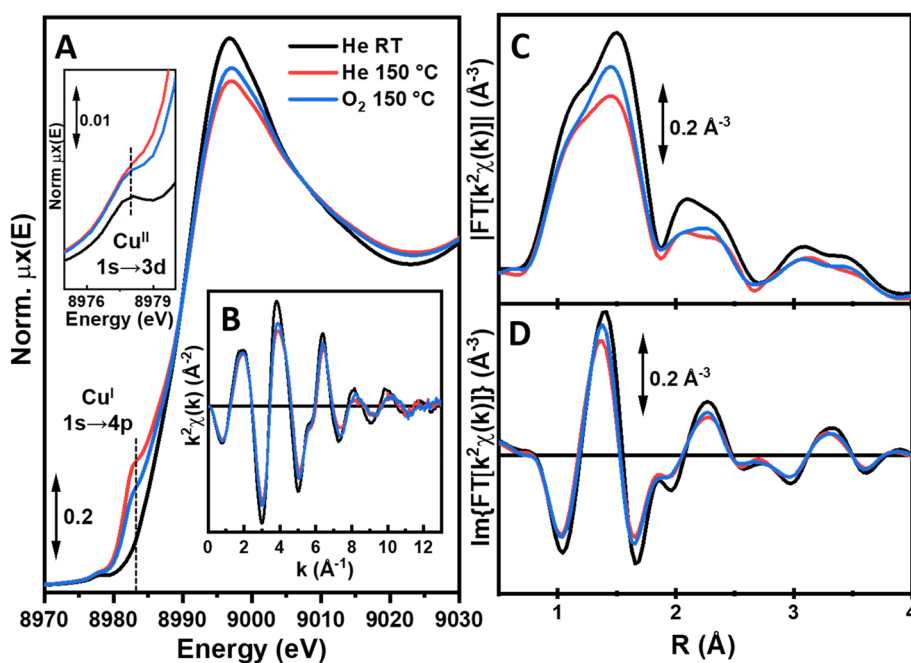 A
He RT
He 150 °C
O₂ 150 °C
Norm μx(E)
0.01
Cuᴵᴵ
1s→3d
8976 8979
Energy (eV)
Norm. μx(E)
Cuᴵ
1s→4p
0.2
B
k²χ(k) (Å⁻²)
0 2 4 6 8 10 12
k (Å⁻¹)
8970 8980 8990 9000 9010 9020 9030
Energy (eV)
C
|FT[k²χ(k)]| (Å⁻³)
0.2 Å⁻³
D
Im{FT[k²χ(k)]} (Å⁻³)
0.2 Å⁻³
1 2 3 4
R (Å)